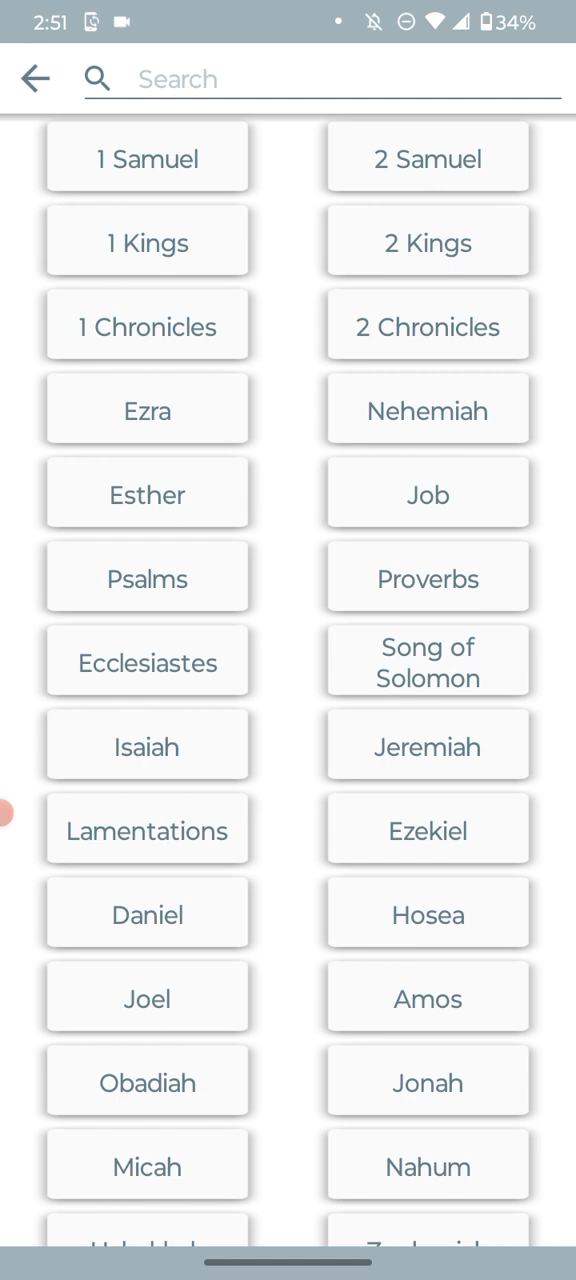 2:51 34%
Search
1 Samuel 2 Samuel
1 Kings 2 Kings
1 Chronicles 2 Chronicles
Ezra Nehemiah
Esther Job
Psalms Proverbs
Ecclesiastes Song of
Solomon
Isaiah Jeremiah
Lamentations Ezekiel
Daniel Hosea
Joel Amos
Obadiah Jonah
Micah Nahum